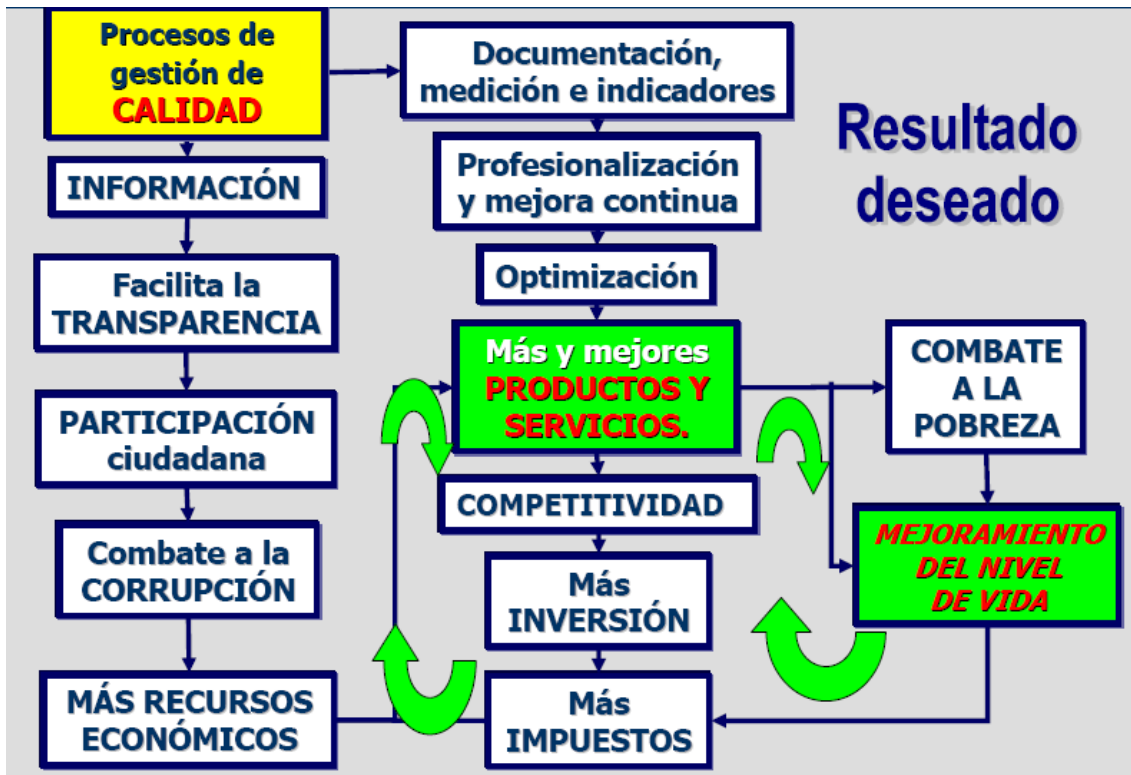 Procesos de
gestión de
CALIDAD
INFORMACIÓN
Facilita la
TRANSPARENCIA
PARTICIPACIÓN
ciudadana
Combate a la
CORRUPCIÓN
MÁS RECURSOS
ECONÓMICOS
Documentación,
medición e indicadores
Profesionalización
y mejora continua
Optimización
Más y mejores
PRODUCTOS Y
SERVICIOS.
COMPETITIVIDAD
Más
INVERSIÓN
Más
IMPUESTOS
Resultado
deseado
COMBATE
A LA
POBREZA
MEJORAMIENTO
DEL NIVEL
DE VIDA